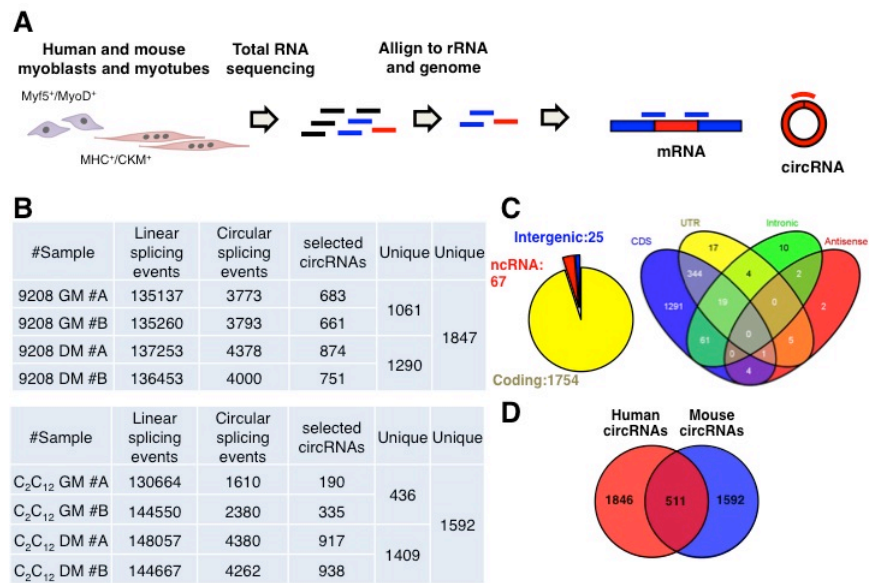 A
Human and mouse
myoblasts and myotubes
Total RNA
sequencing
Allign to rRNA
and genome
Myf5+/MyoD+
MHC+/CKM+
mRNA
circRNA
B
#Sample
Linear
splicing
events
Circular
splicing
events
selected
circRNAs
Unique
Unique
9208 GM #A 135137 3773 683
9208 GM #B 135260 3793 661
1061
9208 DM #A 137253 4378 874
9208 DM #B 136453 4000 751
1290
1847
#Sample
Linear
splicing
events
Circular
splicing
events
selected
circRNAs
Unique
Unique
C2C12 GM #A 130664 1610 190
C2C12 GM #B 144550 2380 335
436
C2C12 DM #A 148057 4380 917
C2C12 DM #B 144667 4262 938
1409
1592
C
Intergenic:25
ncRNA:
67
Coding:1754
UTR
Intronic
CDS
Antisense
17
10
344
4
2
1291
19
0
2
61
0
5
0
1
4
D
Human
circRNAs
Mouse
circRNAs
1846
511
1592